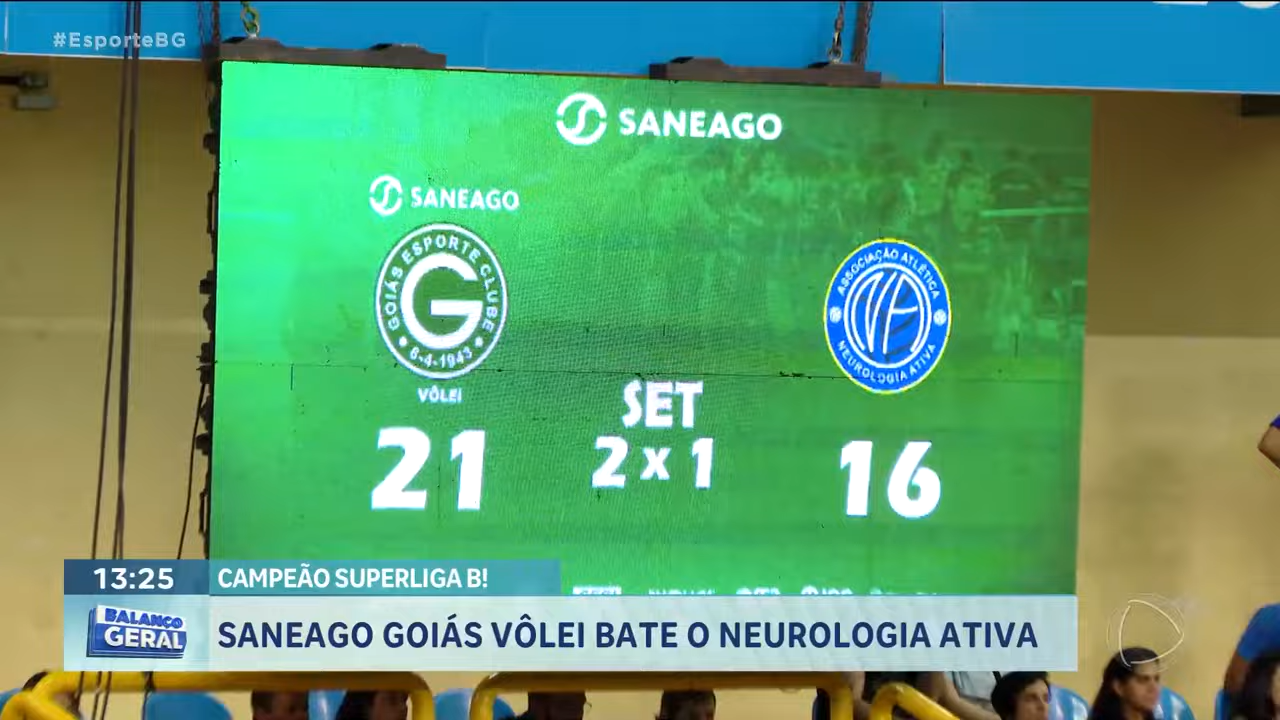 #EsporteBG
SANEAGO
SANEAGO
GOIÁS ESPORTE CLUBE
G
6-4-1943
VÔLEI
ASSOCIAÇÃO ATLÉTICA
NA
NEUROLOGIA ATIVA
SET
21
2 x 1
16
13:25
CAMPEÃO SUPERLIGA B!
BALANÇO
GERAL
SANEAGO GOIÁS VÔLEI BATE O NEUROLOGIA ATIVA